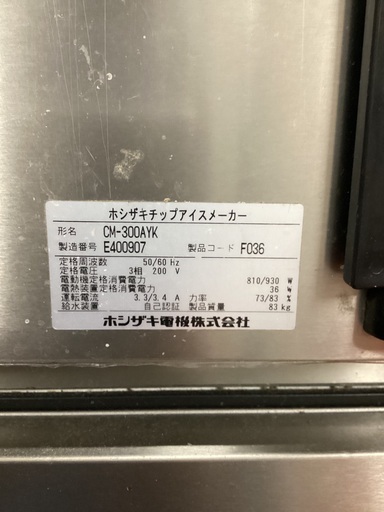 ホシザキチップアイスメーカー
形名 CM-300AYK
製造番号 E400907 製品コード F036
定格周波数 50/60 Hz
定格電圧 3相 200 V
電動機定格消費電力 810/930 W
電熱装置定格消費電力 36 W
運転電流 3.3/3.4 A 力率 73/83 %
給水装置 自己認証 製品質量 83 kg
ホシザキ電機株式会社